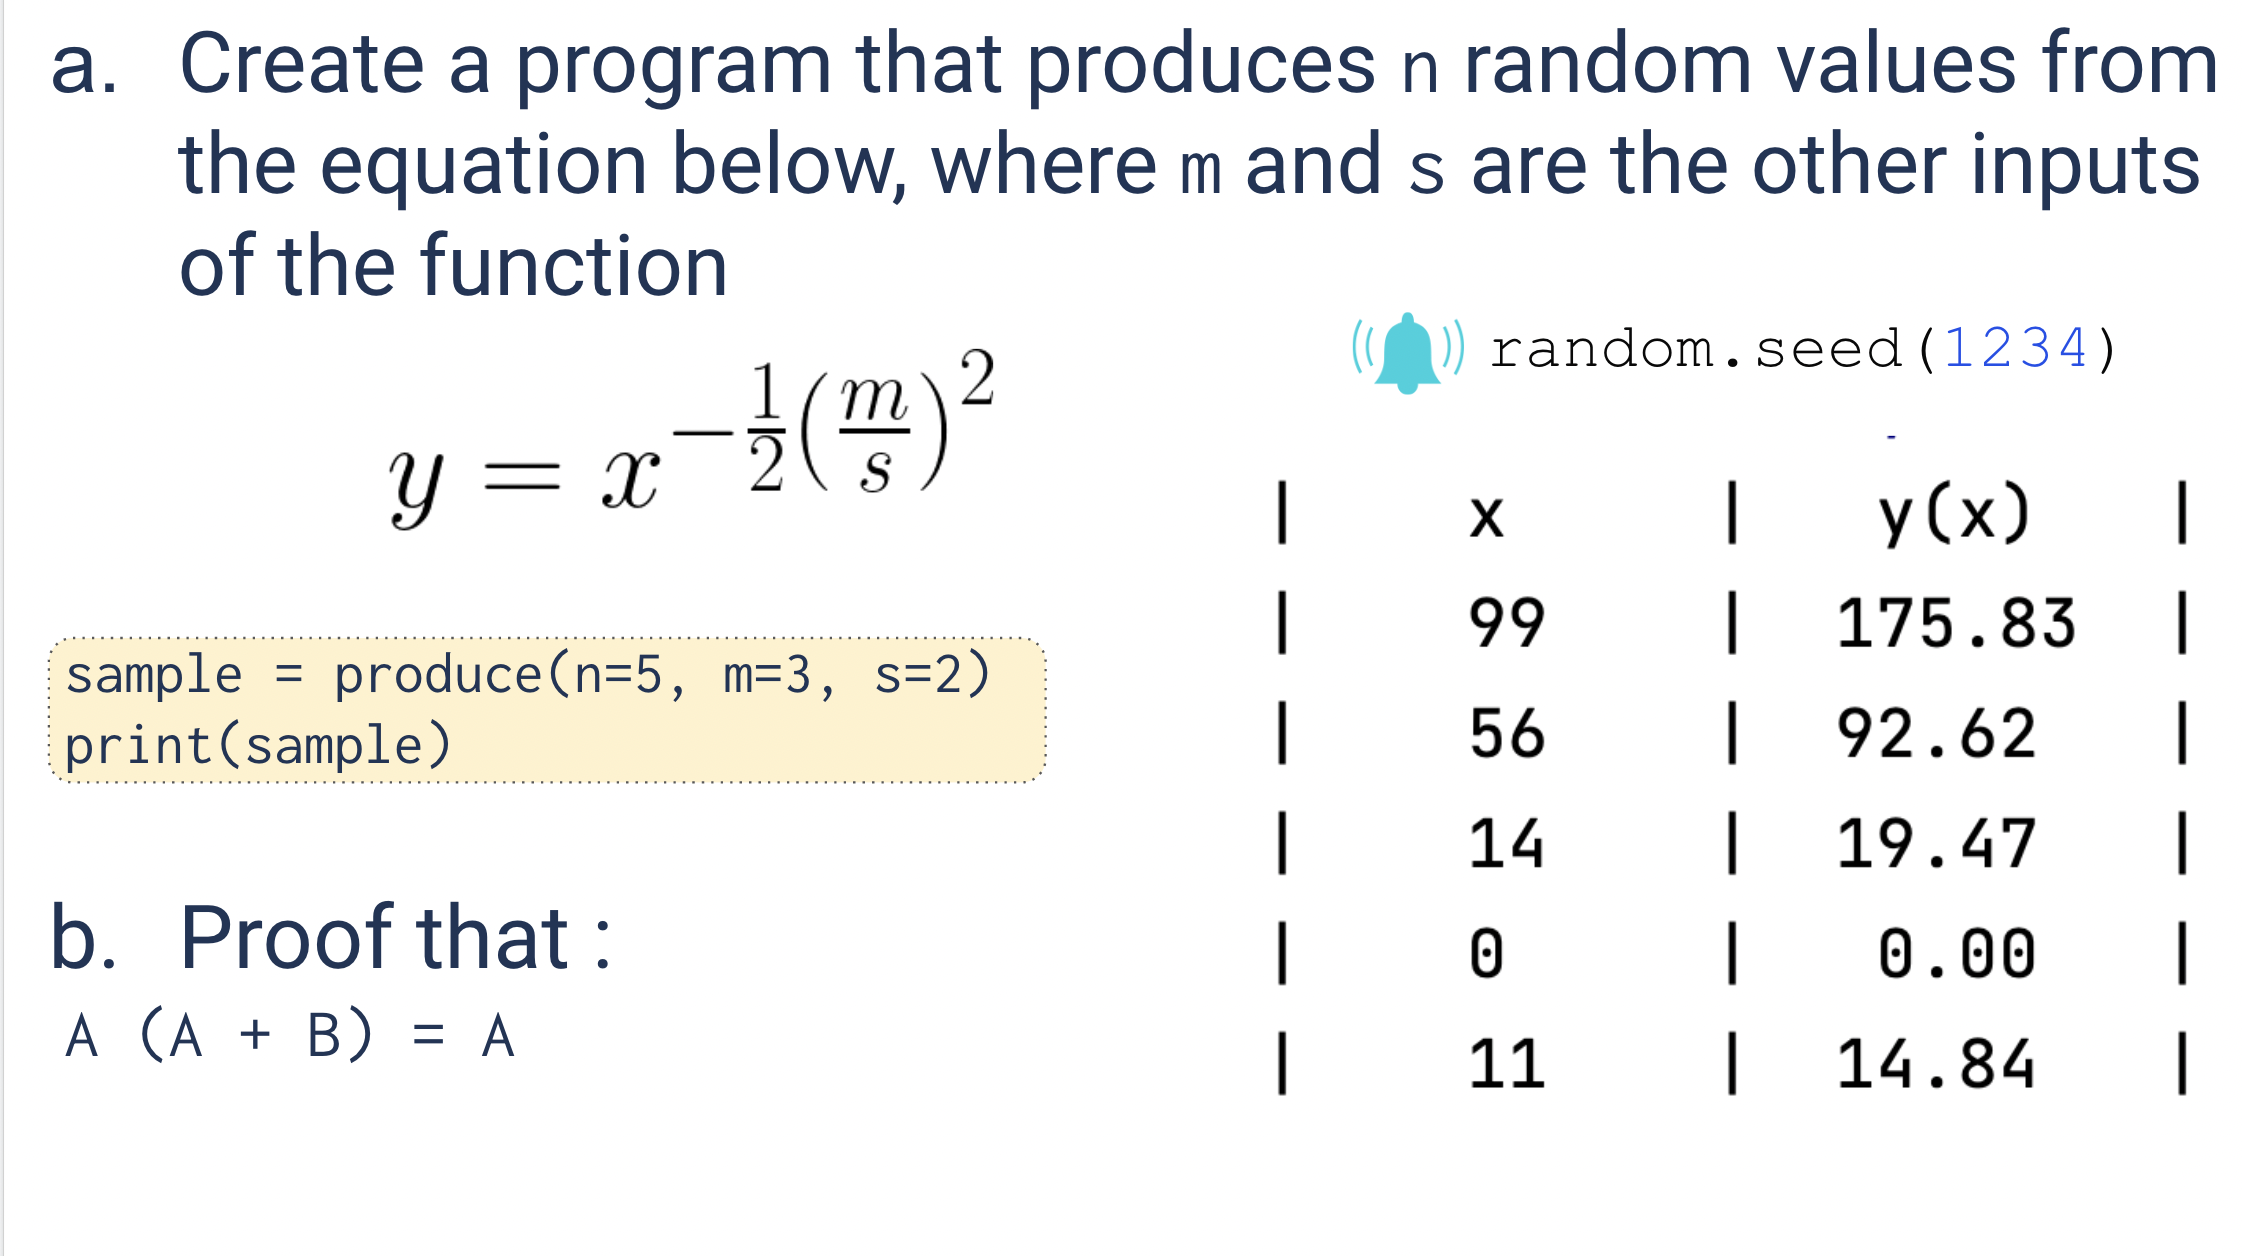 a. Create a program that produces n random values from
the equation below, where m and s are the other inputs
of the function
y = x^{-\frac{1}{2}(\frac{m}{s})^2}
random.seed(1234)
sample = produce(n=5, m=3, s=2)
print(sample)
b. Proof that :
A (A + B) = A
| x | y(x) |
| 99 | 175.83 |
| 56 | 92.62 |
| 14 | 19.47 |
| 0 | 0.00 |
| 11 | 14.84 |